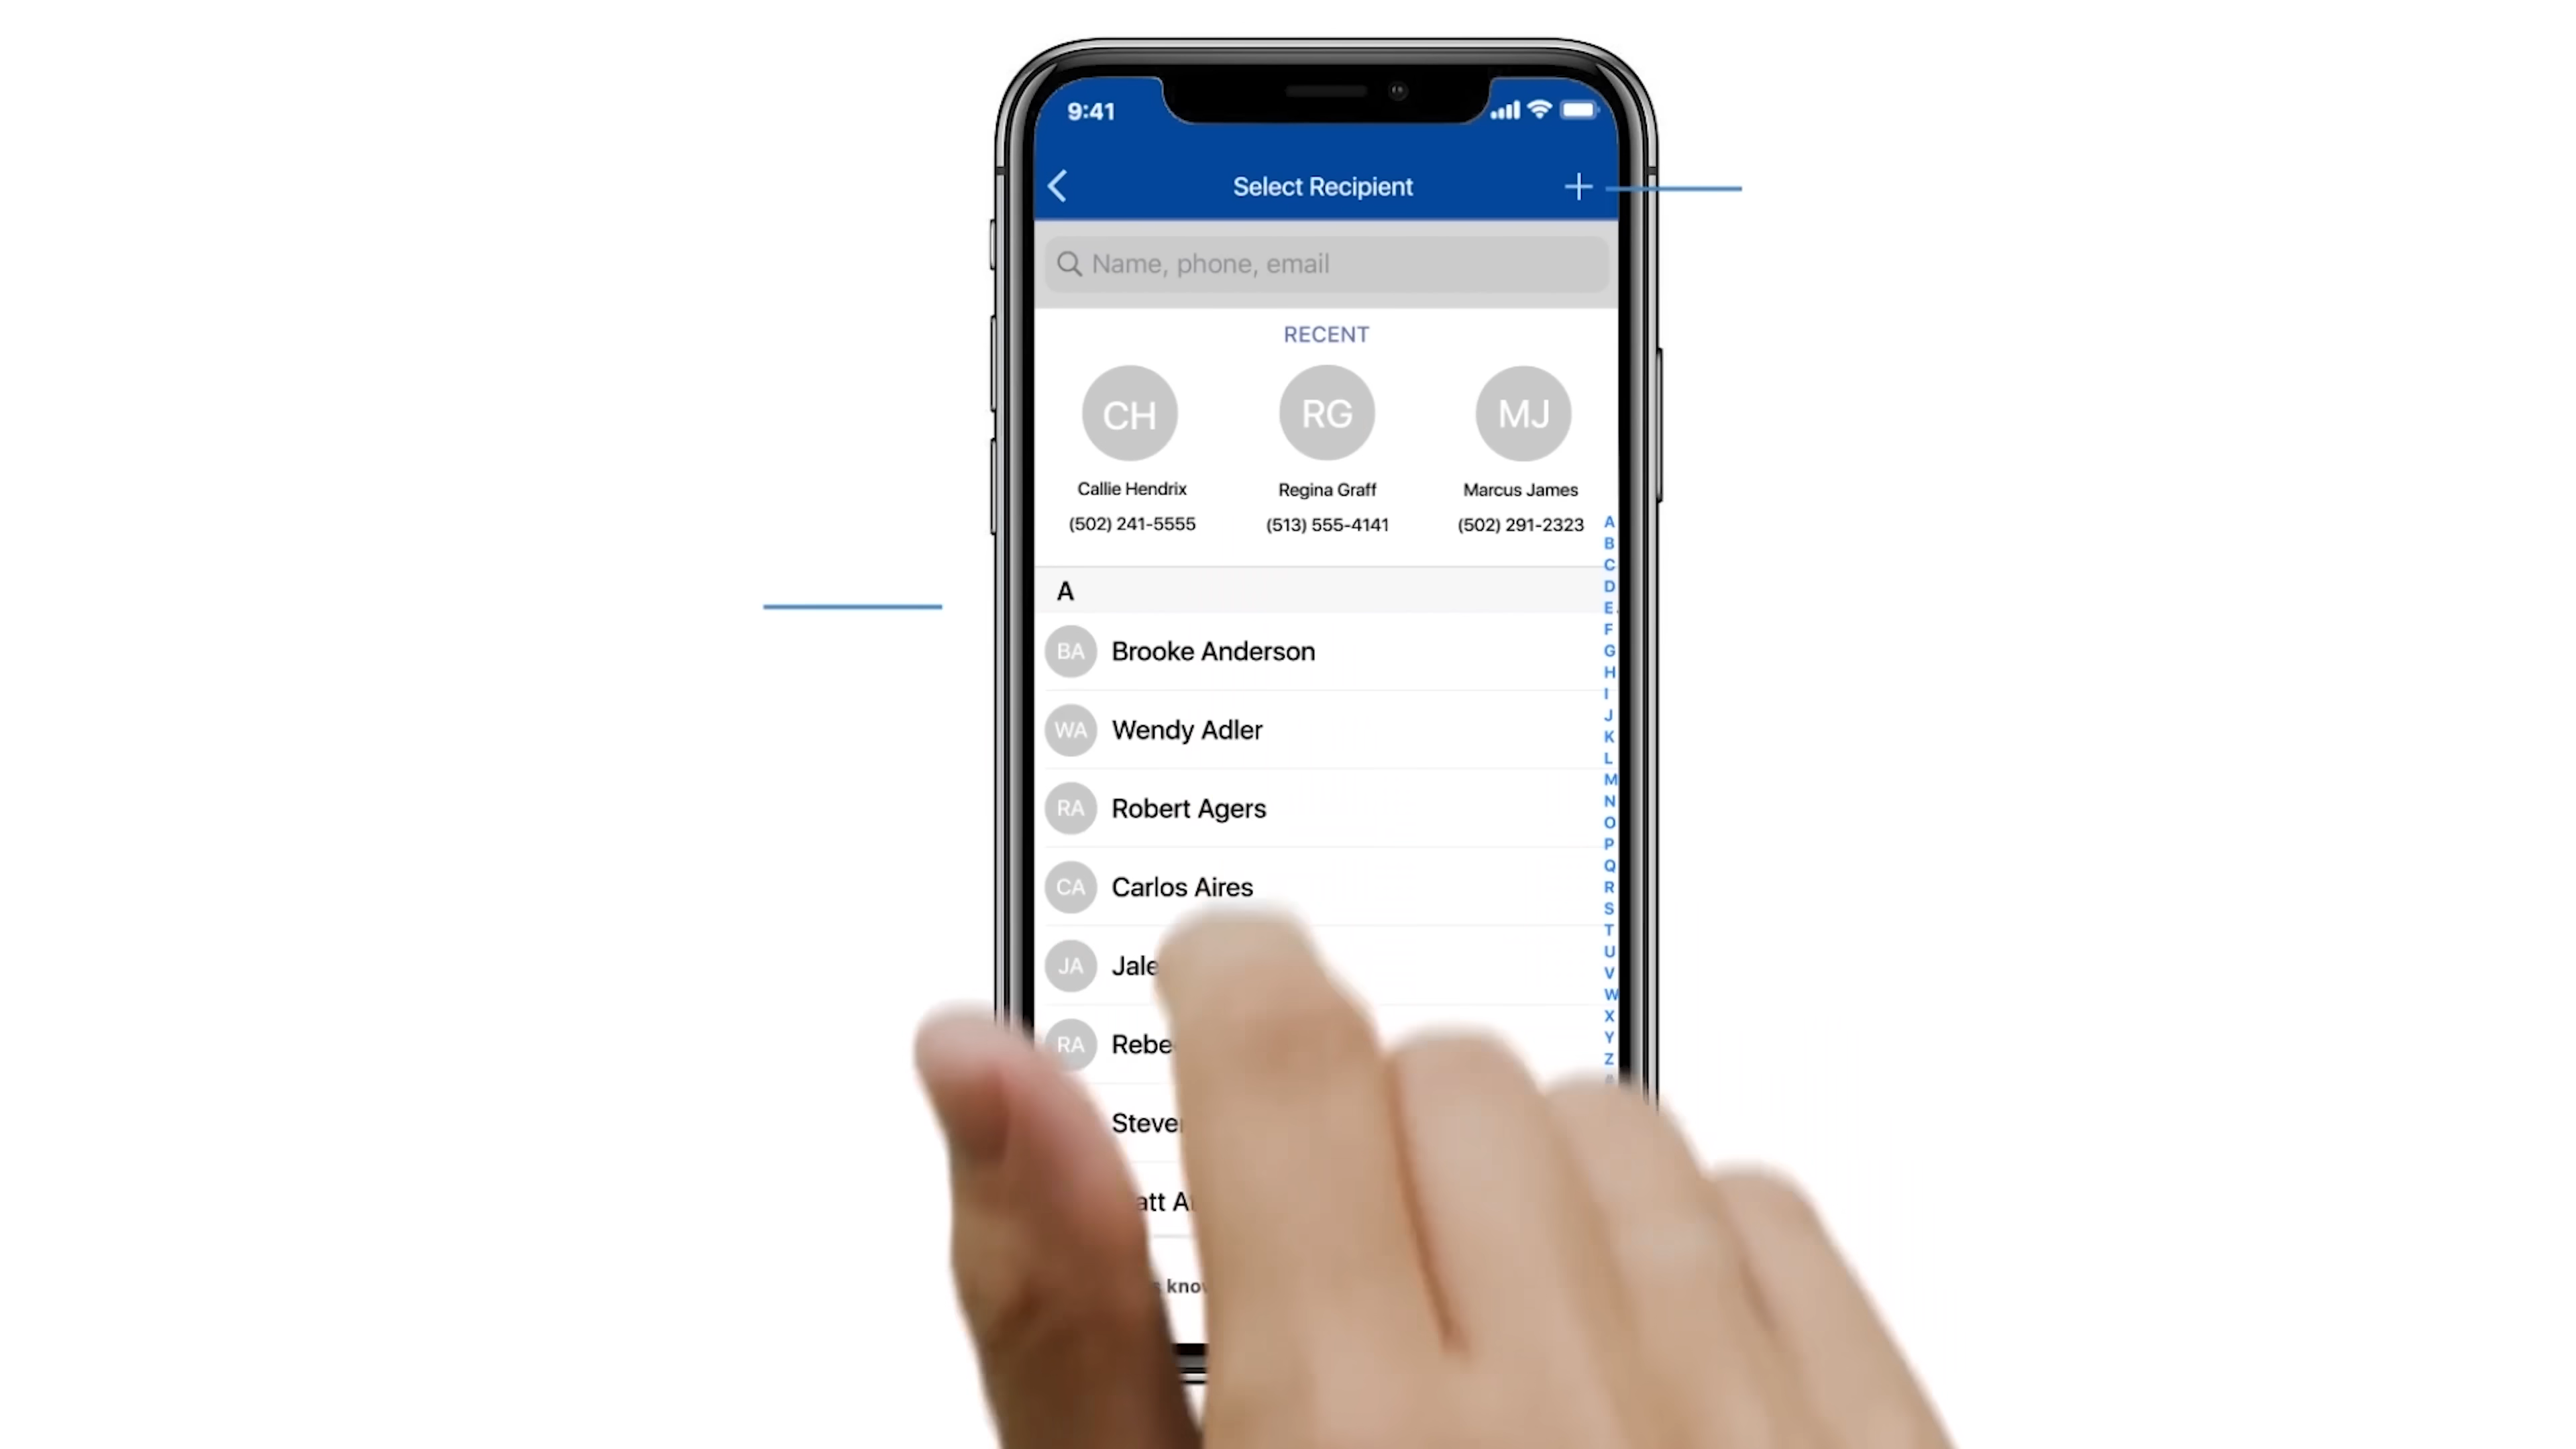 9:41
Select Recipient
Name, phone, email
RECENT
CH RG MJ
Callie Hendrix Regina Graff Marcus James
(502) 241-5555 (513) 555-4141 (502) 291-2323
A
B
C
D
E
F
G
H
I
J
K
L
M
N
O
P
Q
R
S
T
U
V
W
X
Y
Z
A
BA Brooke Anderson
WA Wendy Adler
RA Robert Agers
CA Carlos Aires
JA
RA